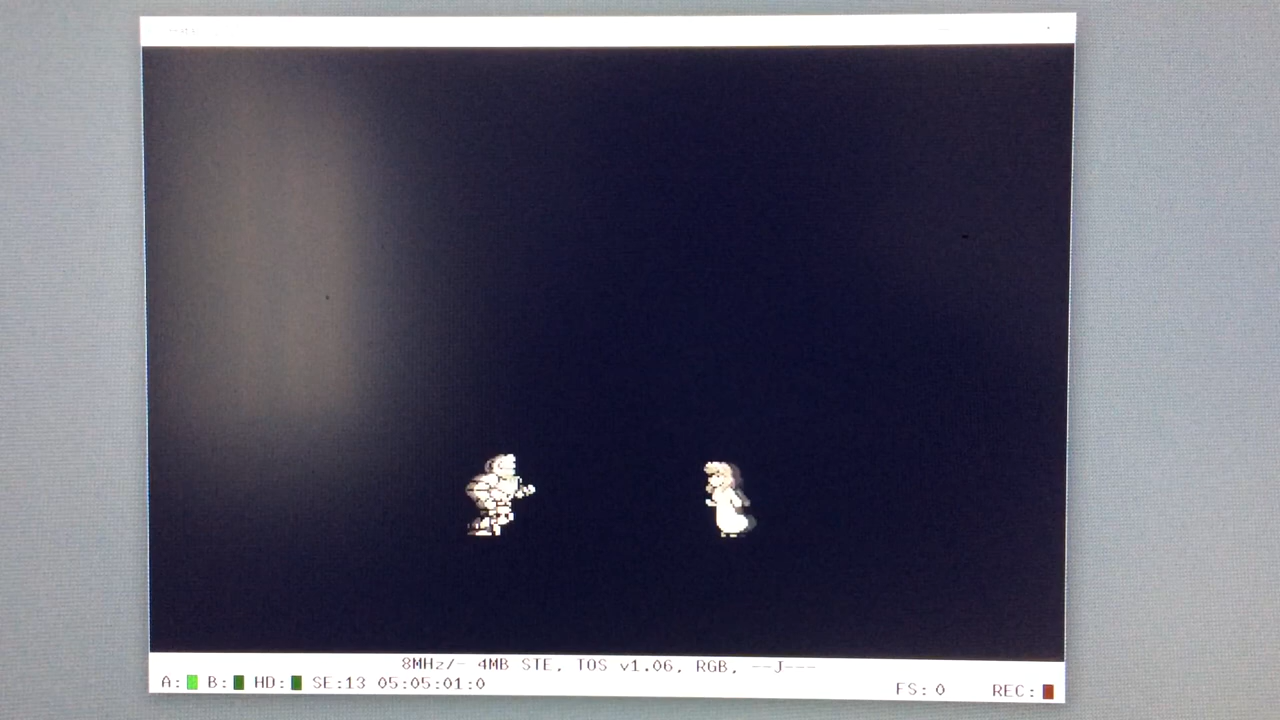 8MHz/- 4MB STE, TOS v1.06, RGB, --J---
A: B: HD: SE:13 05:05:01:0 FS: 0 REC: